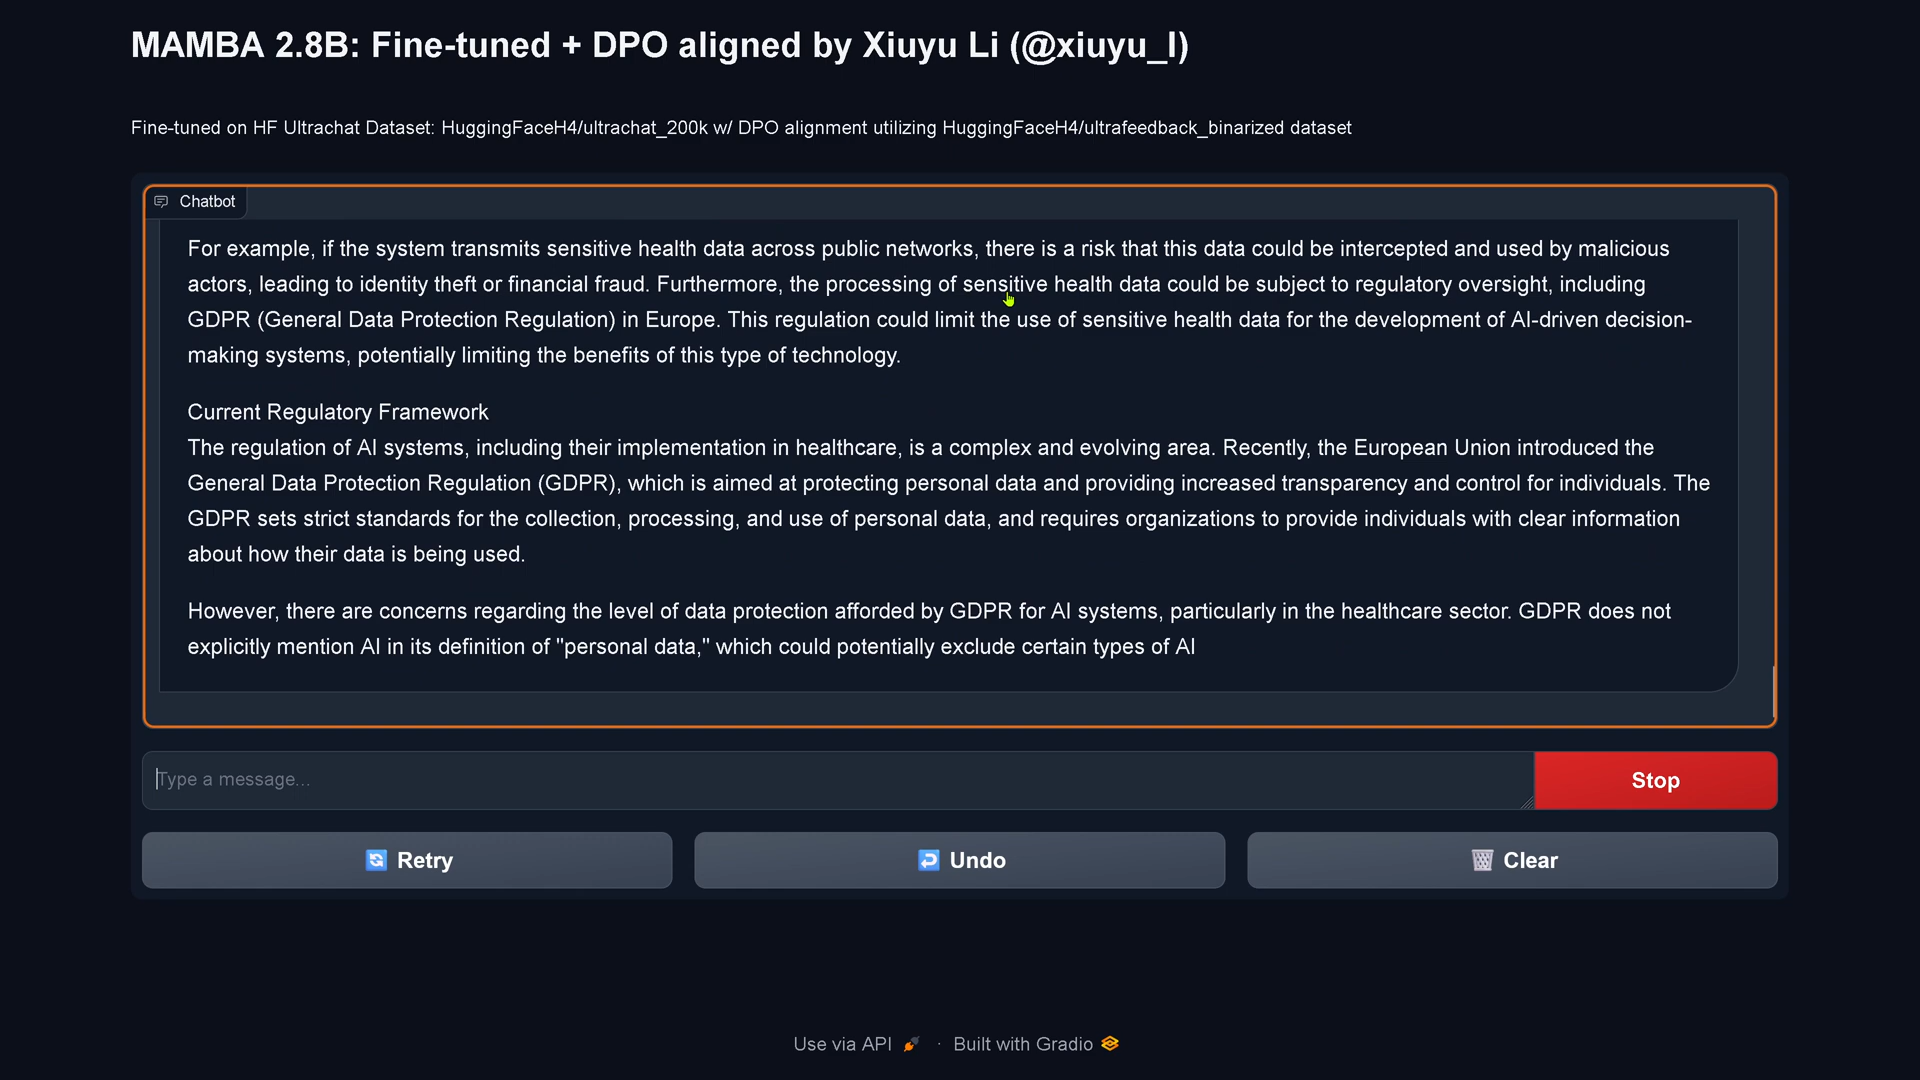 MAMBA 2.8B: Fine-tuned + DPO aligned by Xiuyu Li (@xiuyu_l)
Fine-tuned on HF Ultrachat Dataset: HuggingFaceH4/ultrachat_200k w/ DPO alignment utilizing HuggingFaceH4/ultrafeedback_binarized dataset
Chatbot
For example, if the system transmits sensitive health data across public networks, there is a risk that this data could be intercepted and used by malicious
actors, leading to identity theft or financial fraud. Furthermore, the processing of sensitive health data could be subject to regulatory oversight, including
GDPR (General Data Protection Regulation) in Europe. This regulation could limit the use of sensitive health data for the development of AI-driven decision-
making systems, potentially limiting the benefits of this type of technology.
Current Regulatory Framework
The regulation of AI systems, including their implementation in healthcare, is a complex and evolving area. Recently, the European Union introduced the
General Data Protection Regulation (GDPR), which is aimed at protecting personal data and providing increased transparency and control for individuals. The
GDPR sets strict standards for the collection, processing, and use of personal data, and requires organizations to provide individuals with clear information
about how their data is being used.
However, there are concerns regarding the level of data protection afforded by GDPR for AI systems, particularly in the healthcare sector. GDPR does not
explicitly mention AI in its definition of "personal data," which could potentially exclude certain types of AI
Type a message...
Stop
Retry
Undo
Clear
Use via API · Built with Gradio